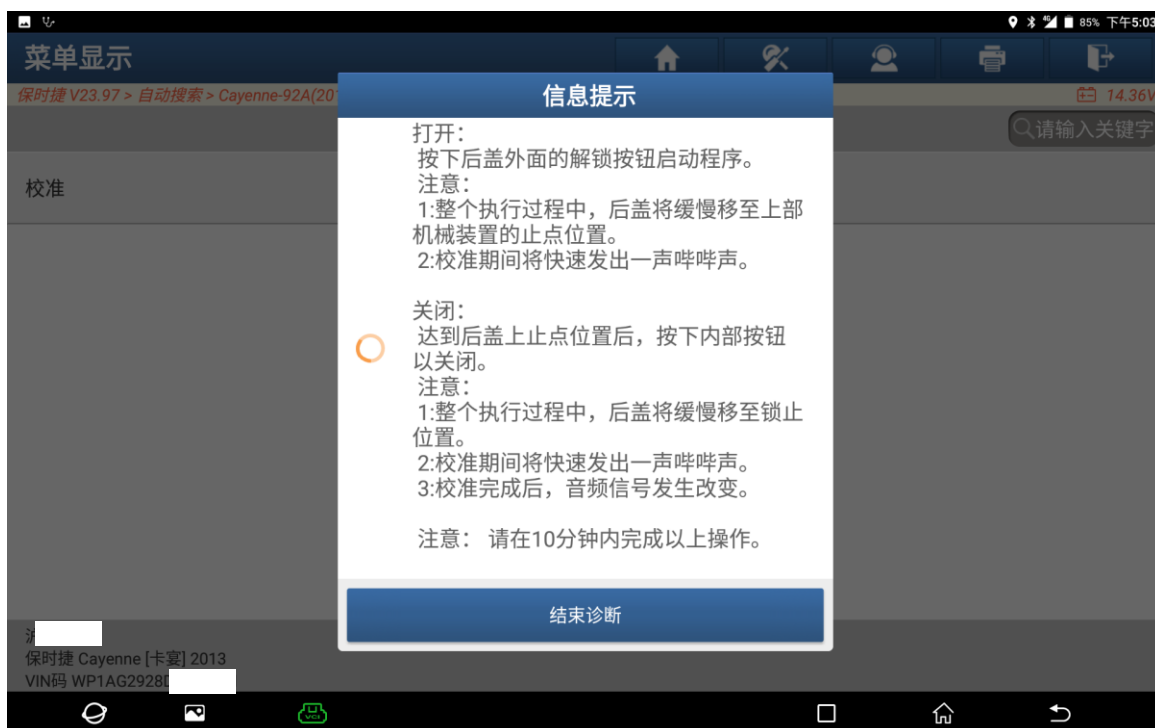 85% 下午5:03
菜单显示
保时捷 V23.97 > 自动搜索 > Cayenne-92A(201
14.36V
信息提示
请输入关键字
校准
打开：
按下后盖外面的解锁按钮启动程序。
注意：
1:整个执行过程中，后盖将缓慢移至上部
机械装置的止点位置。
2:校准期间将快速发出一声哔哔声。
关闭：
达到后盖上止点位置后，按下内部按钮
以关闭。
注意：
1:整个执行过程中，后盖将缓慢移至锁止
位置。
2:校准期间将快速发出一声哔哔声。
3:校准完成后，音频信号发生改变。
注意： 请在10分钟内完成以上操作。
结束诊断
保时捷 Cayenne [卡宴] 2013
VIN码 WP1AG2928D
VCI